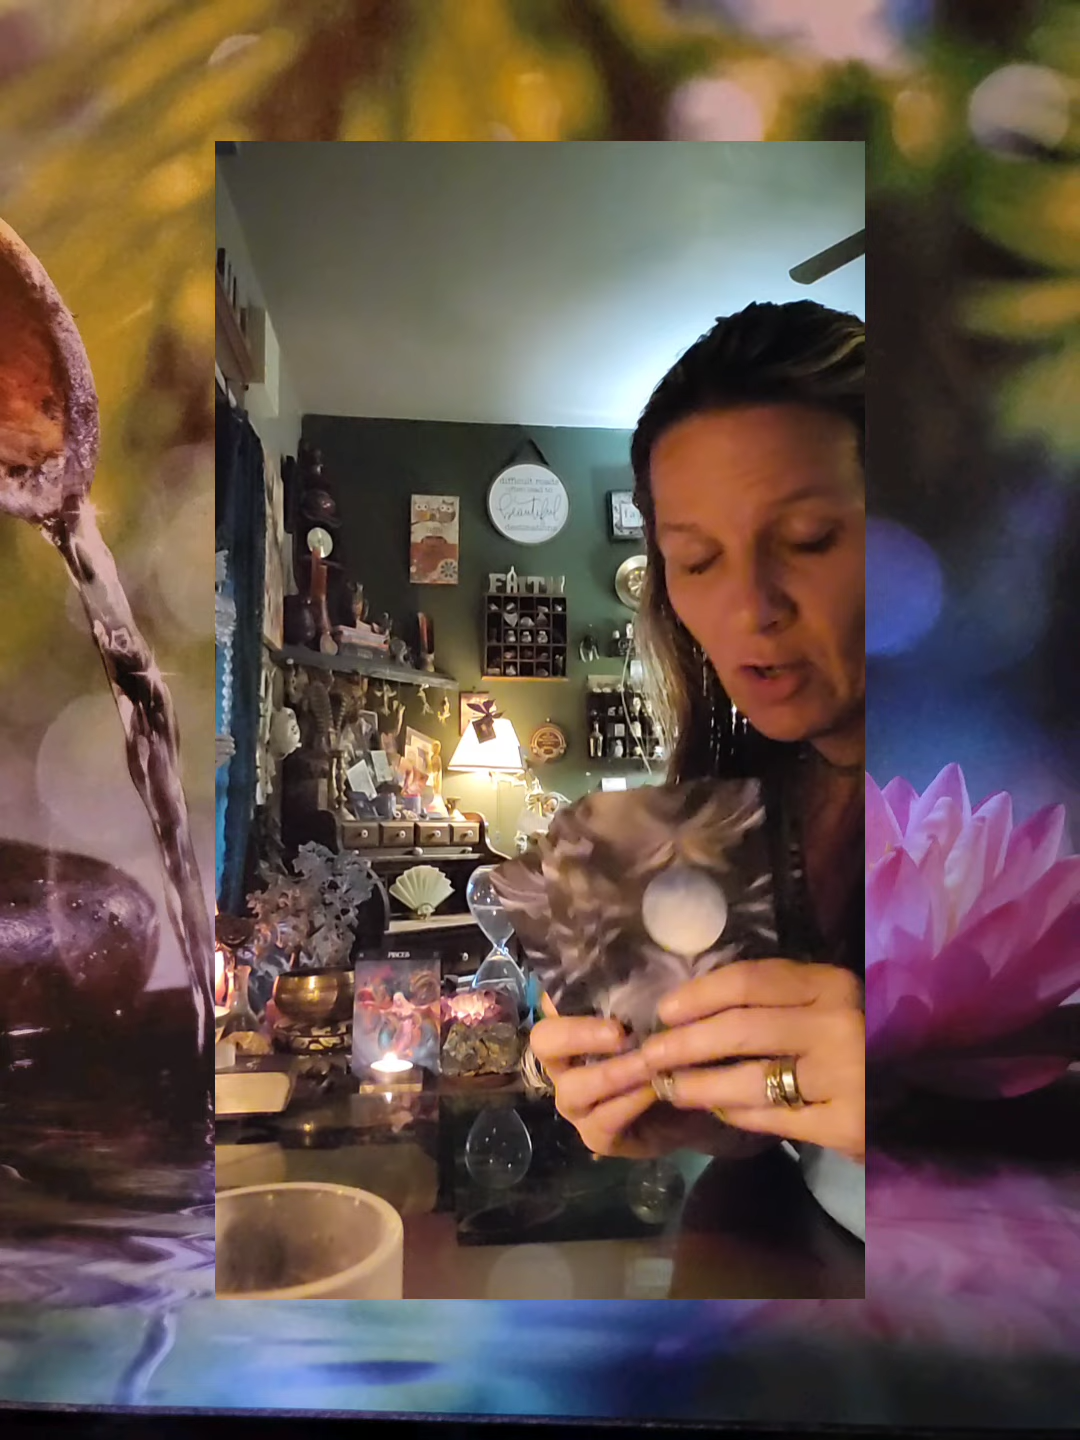 difficult roads
often lead to
beautiful
destinations
FAITH
PISCES